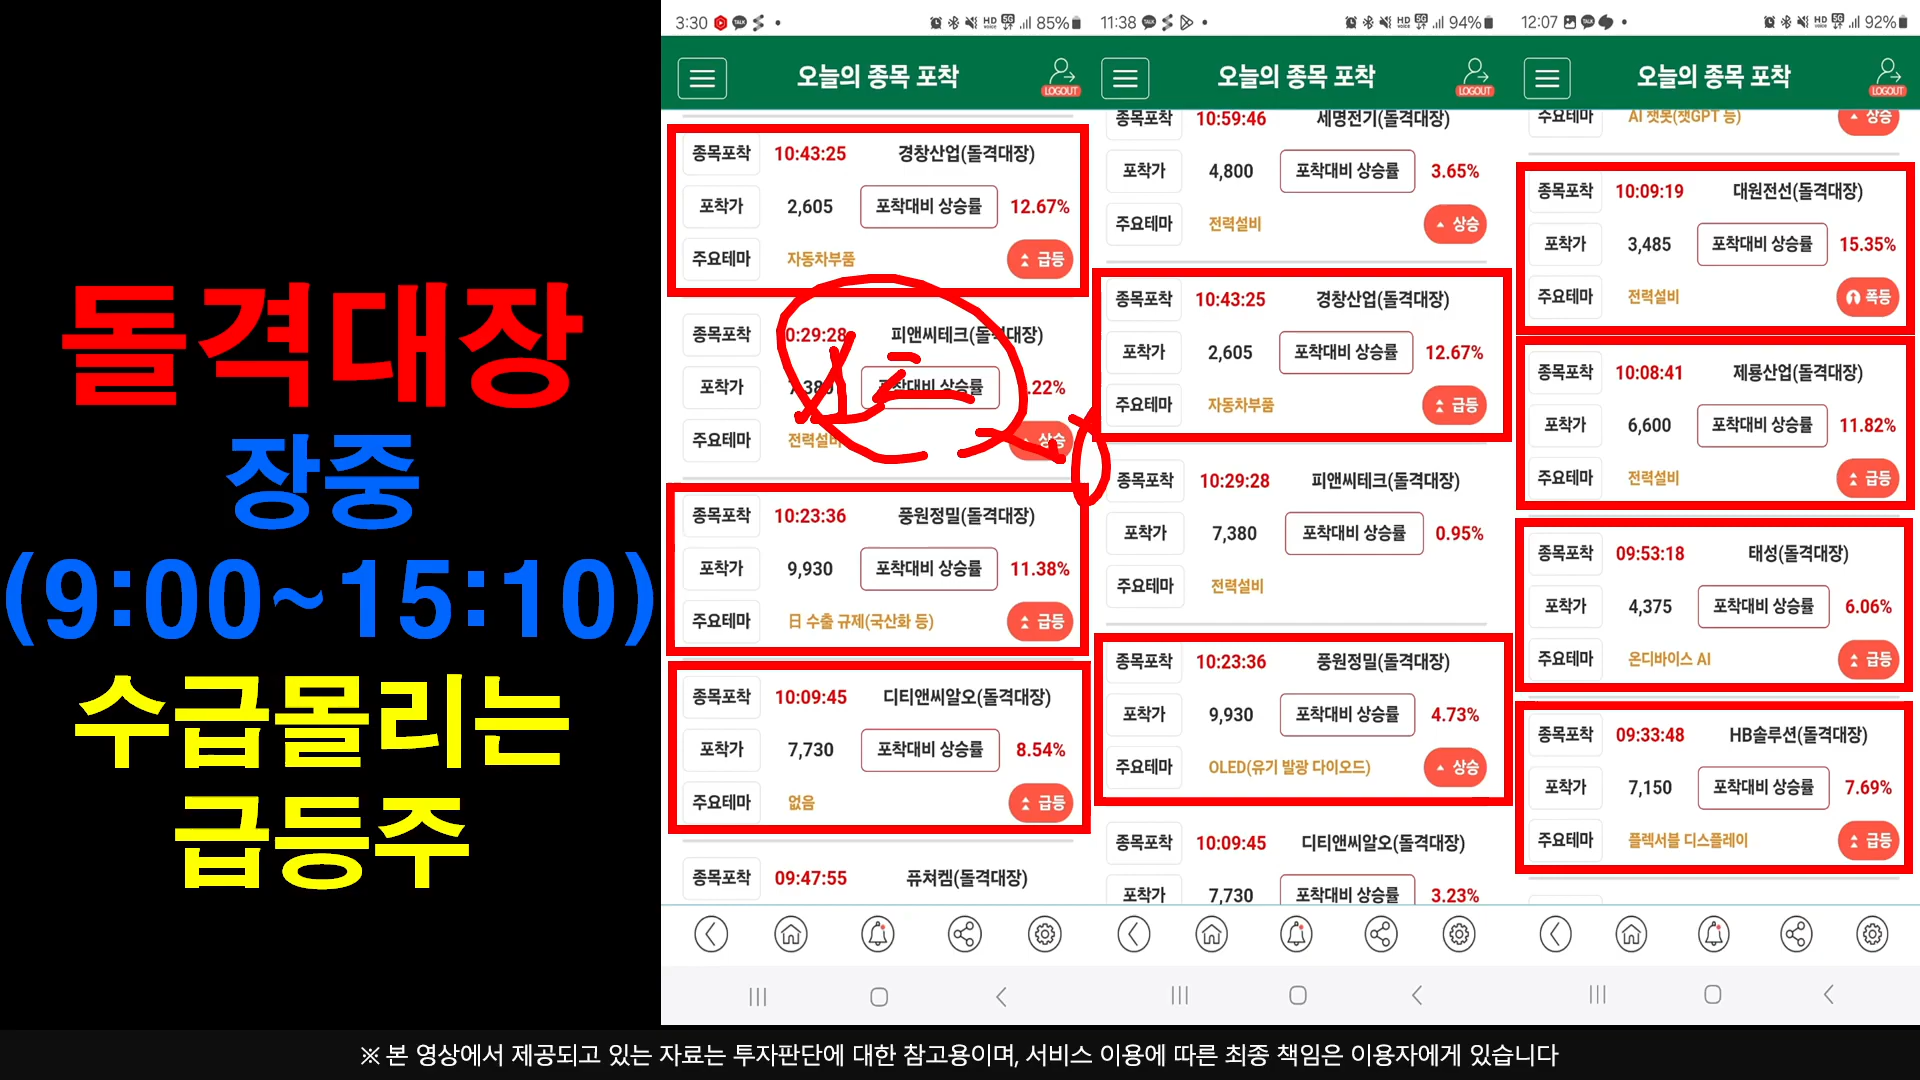 돌격대장
장중
(9:00~15:10)
수급몰리는
급등주
3:30
85%
오늘의 종목 포착
LOGOUT
종목포착 10:43:25 경창산업(돌격대장)
포착가 2,605 포착대비 상승률 12.67%
주요테마 자동차부품 급등
종목포착 0:29:28 피앤씨테크(돌격대장)
포착가 7,380 포착대비 상승률 .22%
주요테마 전력설비 상승
종목포착 10:23:36 풍원정밀(돌격대장)
포착가 9,930 포착대비 상승률 11.38%
주요테마 日 수출 규제(국산화 등) 급등
종목포착 10:09:45 디티앤씨알오(돌격대장)
포착가 7,730 포착대비 상승률 8.54%
주요테마 없음 급등
종목포착 09:47:55 퓨쳐켐(돌격대장)
11:38
94%
오늘의 종목 포착
LOGOUT
종목포착 10:59:46 세명전기(돌격대장)
포착가 4,800 포착대비 상승률 3.65%
주요테마 전력설비 상승
종목포착 10:43:25 경창산업(돌격대장)
포착가 2,605 포착대비 상승률 12.67%
주요테마 자동차부품 급등
종목포착 10:29:28 피앤씨테크(돌격대장)
포착가 7,380 포착대비 상승률 0.95%
주요테마 전력설비
종목포착 10:23:36 풍원정밀(돌격대장)
포착가 9,930 포착대비 상승률 4.73%
주요테마 OLED(유기 발광 다이오드) 상승
종목포착 10:09:45 디티앤씨알오(돌격대장)
포착가 7,730 포착대비 상승률 3.23%
12:07
92%
오늘의 종목 포착
LOGOUT
주요테마 AI 챗봇(챗GPT 등) 상승
종목포착 10:09:19 대원전선(돌격대장)
포착가 3,485 포착대비 상승률 15.35%
주요테마 전력설비 폭등
종목포착 10:08:41 제룡산업(돌격대장)
포착가 6,600 포착대비 상승률 11.82%
주요테마 전력설비 급등
종목포착 09:53:18 태성(돌격대장)
포착가 4,375 포착대비 상승률 6.06%
주요테마 온디바이스 AI 급등
종목포착 09:33:48 HB솔루션(돌격대장)
포착가 7,150 포착대비 상승률 7.69%
주요테마 플렉서블 디스플레이 급등
※ 본 영상에서 제공되고 있는 자료는 투자판단에 대한 참고용이며, 서비스 이용에 따른 최종 책임은 이용자에게 있습니다